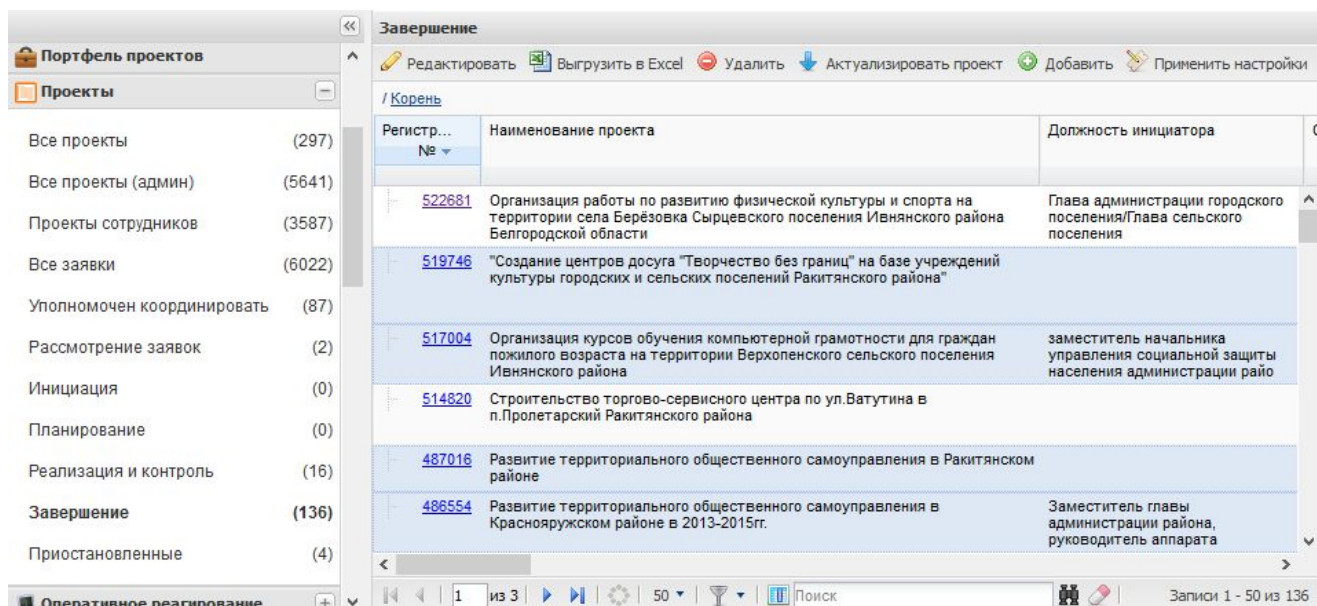 Портфель проектов
Проекты
Все проекты (297)
Все проекты (админ) (5641)
Проекты сотрудников (3587)
Все заявки (6022)
Уполномочен координировать (87)
Рассмотрение заявок (2)
Инициация (0)
Планирование (0)
Реализация и контроль (16)
Завершение (136)
Приостановленные (4)
Оперативное реагирование
Завершение
Редактировать Выгрузить в Excel Удалить Актуализировать проект Добавить Применить настройки
/ Корень
Регистр... Наименование проекта Должность инициатора
№
522681 Организация работы по развитию физической культуры и спорта на Глава администрации городского
территории села Берёзовка Сырцевского поселения Ивнянского района поселения/Глава сельского
Белгородской области поселения
519746 "Создание центров досуга "Творчество без границ" на базе учреждений
культуры городских и сельских поселений Ракитянского района"
517004 Организация курсов обучения компьютерной грамотности для граждан заместитель начальника
пожилого возраста на территории Верхопенского сельского поселения управления социальной защиты
Ивнянского района населения администрации райо
514820 Строительство торгово-сервисного центра по ул.Ватутина в
п.Пролетарский Ракитянского района
487016 Развитие территориального общественного самоуправления в Ракитянском
районе
486554 Развитие территориального общественного самоуправления в Заместитель главы
Краснояружском районе в 2013-2015гг. администрации района,
руководитель аппарата
1 из 3 50 Поиск Записи 1 - 50 из 136